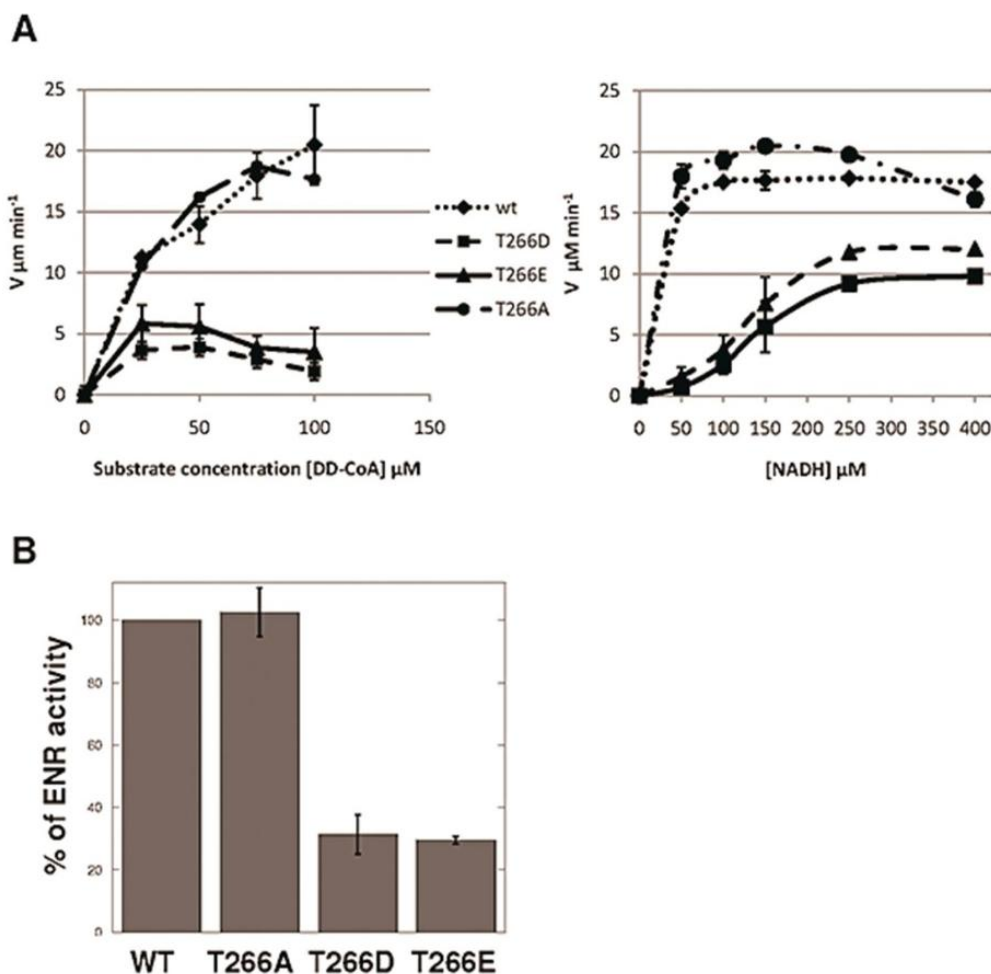 A
25
20
15
10
5
0
0 50 100 150
V µm min-1
Substrate concentration [DD-CoA] µM
wt
T266D
T266E
T266A
25
20
15
10
5
0
0 50 100 150 200 250 300 350 400
V µM min-1
[NADH] µM
B
100
80
60
40
20
0
% of ENR activity
WT T266A T266D T266E